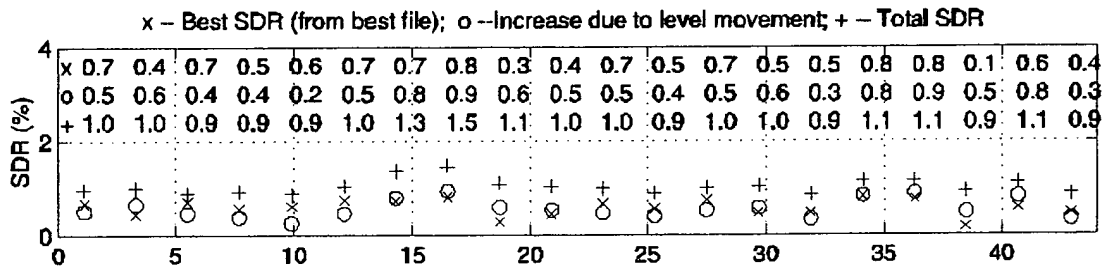 x – Best SDR (from best file); o --Increase due to level movement; + – Total SDR
4
x 0.7 0.4 0.7 0.5 0.6 0.7 0.7 0.8 0.3 0.4 0.7 0.5 0.7 0.5 0.5 0.8 0.8 0.1 0.6 0.4
o 0.5 0.6 0.4 0.4 0.2 0.5 0.8 0.9 0.6 0.5 0.5 0.4 0.5 0.6 0.3 0.8 0.9 0.5 0.8 0.3
+ 1.0 1.0 0.9 0.9 0.9 1.0 1.3 1.5 1.1 1.0 1.0 0.9 1.0 1.0 0.9 1.1 1.1 0.9 1.1 0.9
2
0
SDR (%)
0 5 10 15 20 25 30 35 40